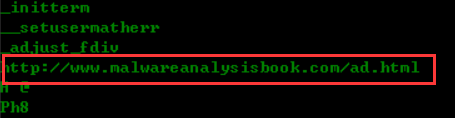 _initterm
__setusermatherr
_adjust_fdiv
http://www.malwareanalysisbook.com/ad.html
H @
Ph8